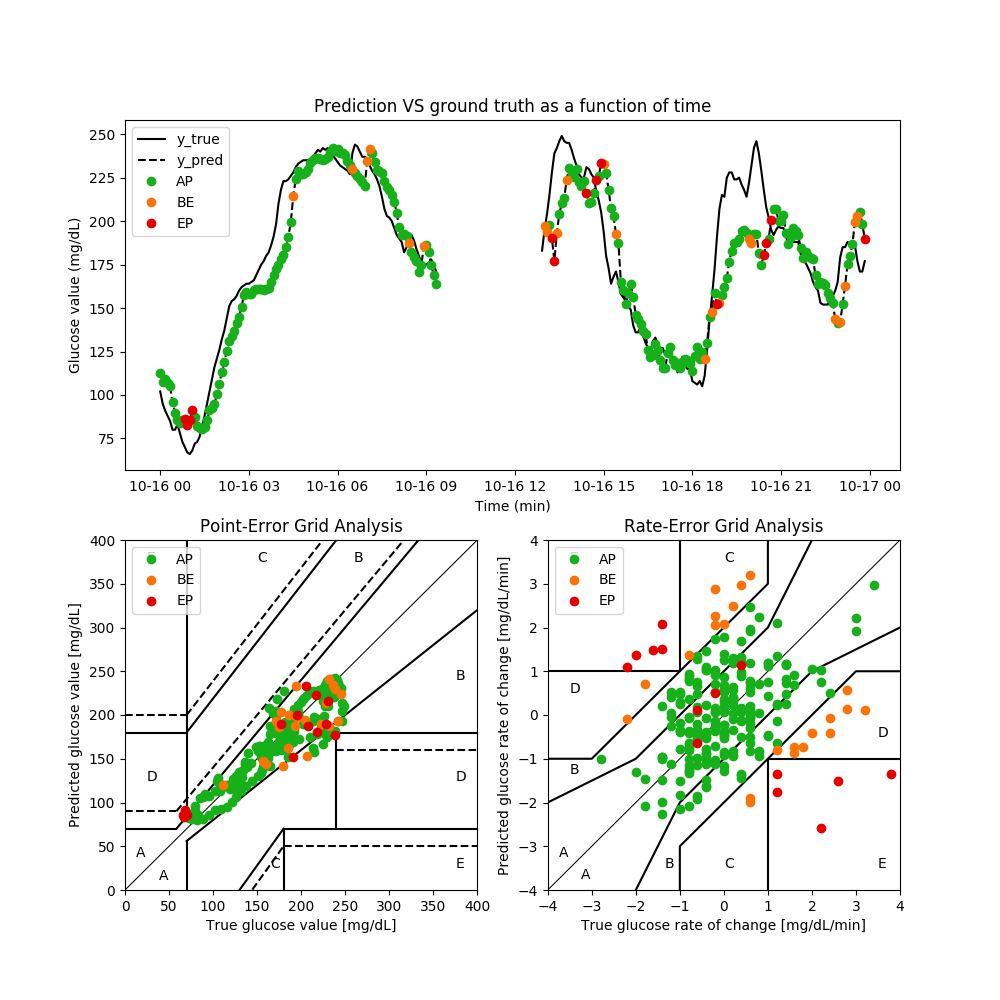 Prediction VS ground truth as a function of time
Glucose value (mg/dL)
250
225
200
175
150
125
100
75
y_true
y_pred
AP
BE
EP
10-16 00 10-16 03 10-16 06 10-16 09 10-16 12 10-16 15 10-16 18 10-16 21 10-17 00
Time (min)
Point-Error Grid Analysis
Predicted glucose value [mg/dL]
400
350
300
250
200
150
100
50
0
AP
BE
EP
C
B
B
D
D
A
A
C
E
0 50 100 150 200 250 300 350 400
True glucose value [mg/dL]
Rate-Error Grid Analysis
Predicted glucose rate of change [mg/dL/min]
4
3
2
1
0
−1
−2
−3
−4
AP
BE
EP
C
D
D
B
A
A
B
C
E
−4 −3 −2 −1 0 1 2 3 4
True glucose rate of change [mg/dL/min]